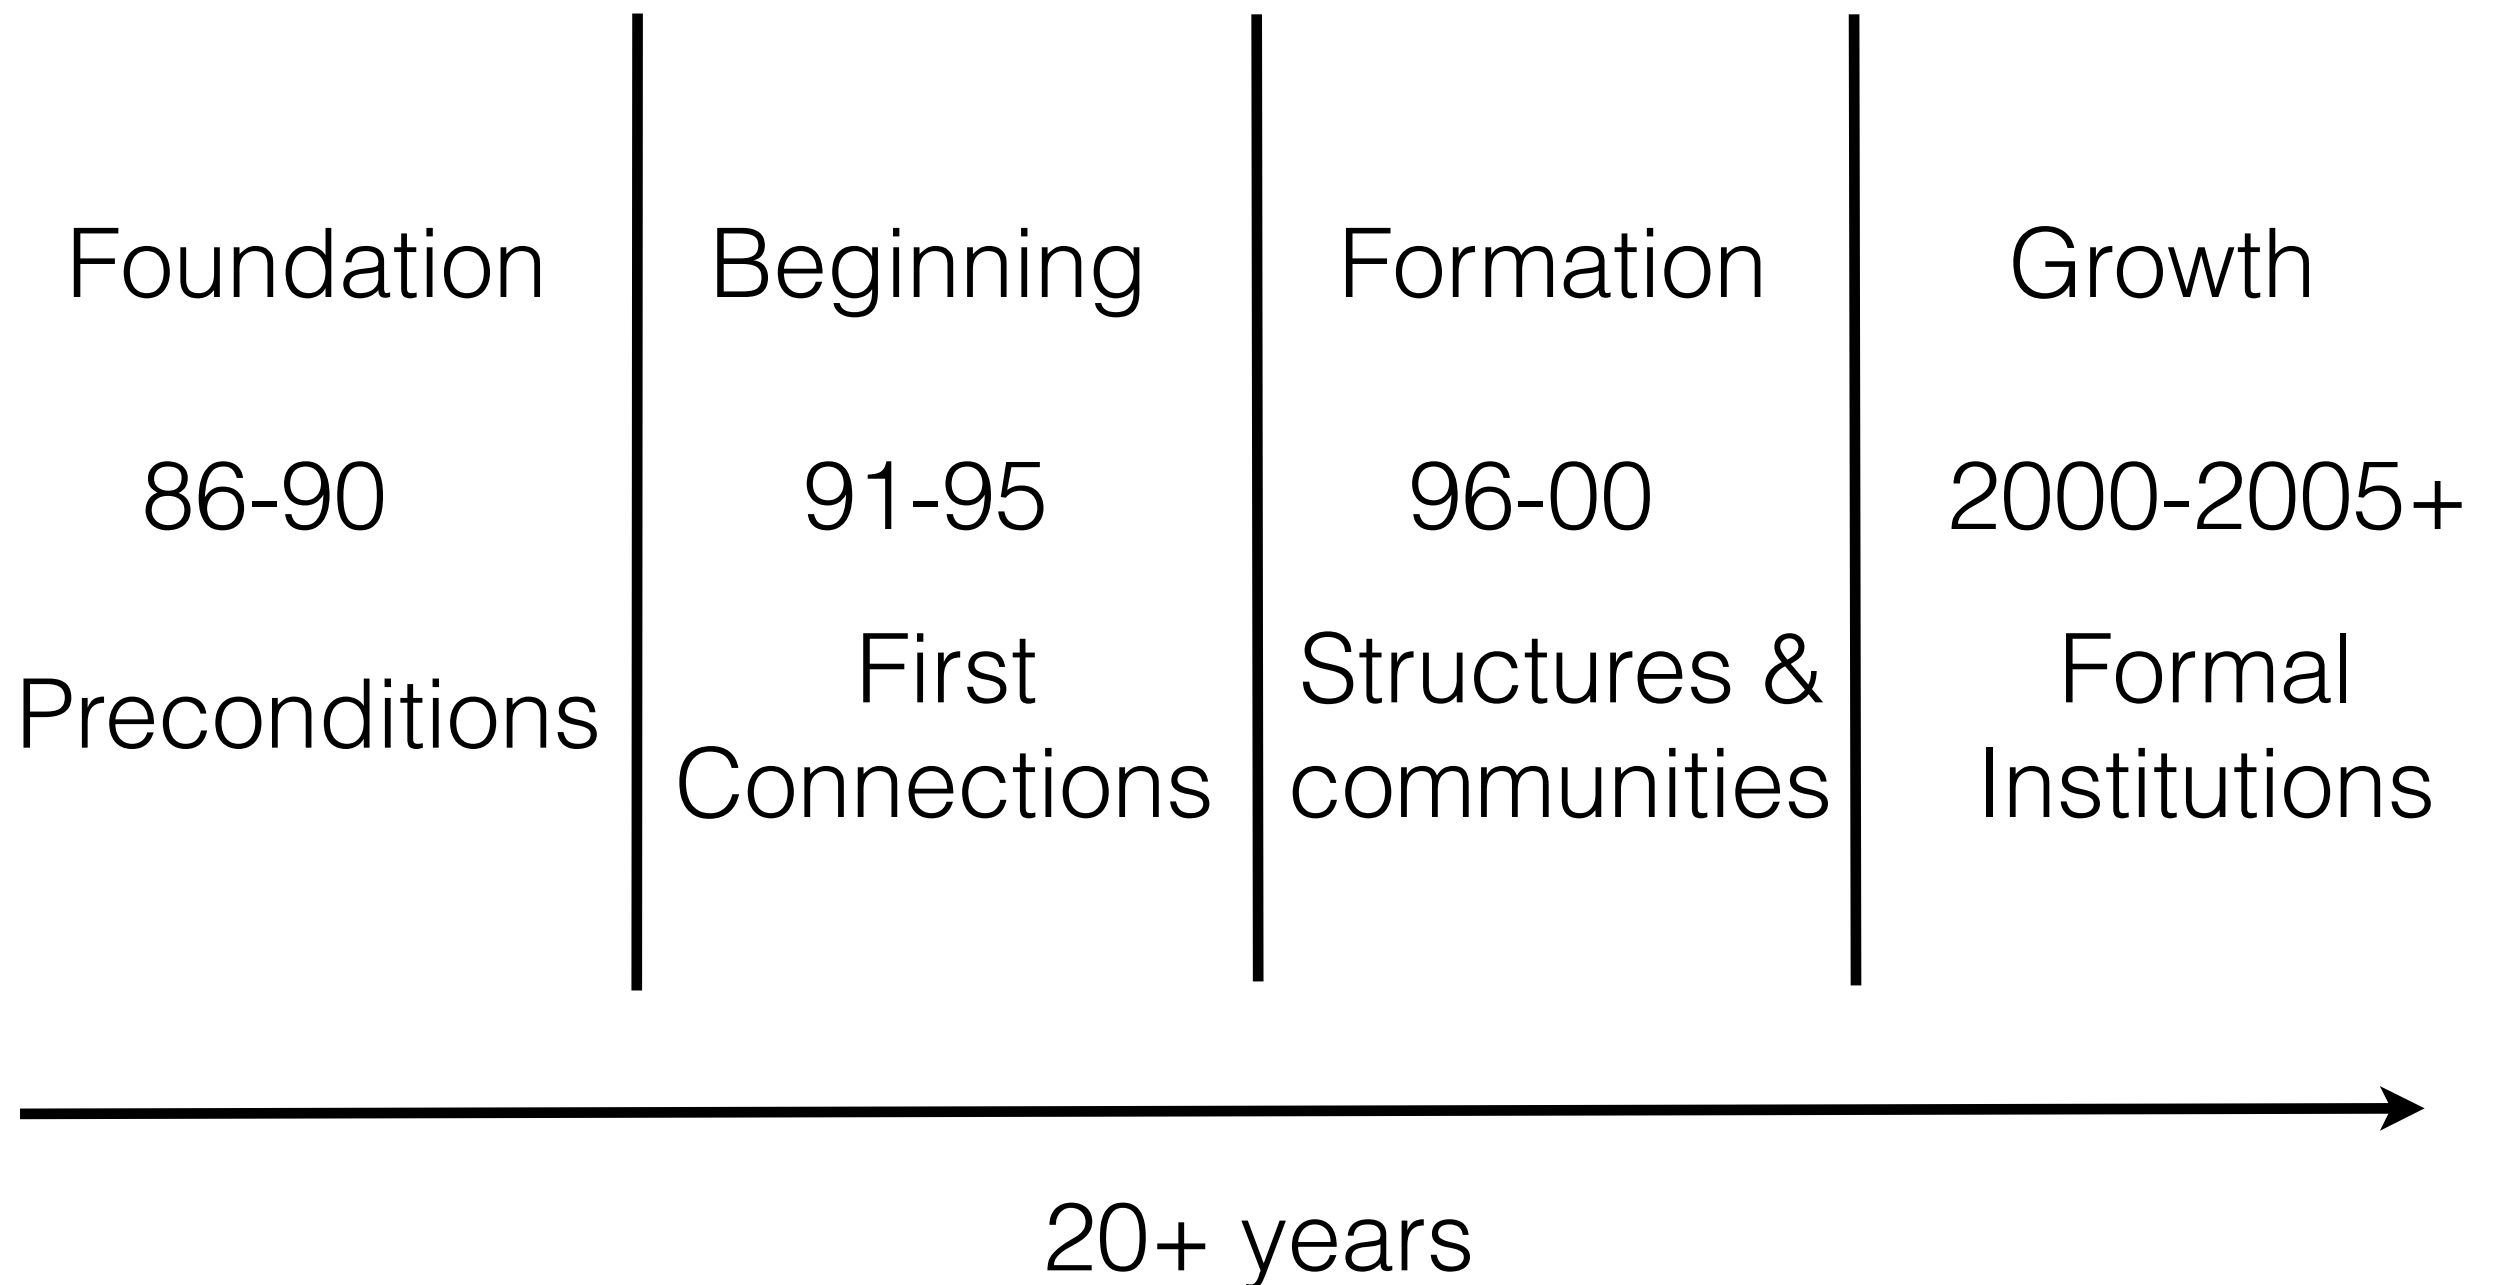 Foundation
86-90
Preconditions
Beginning
91-95
First
Connections
Formation
96-00
Structures &
communities
Growth
2000-2005+
Formal
Institutions
20+ years